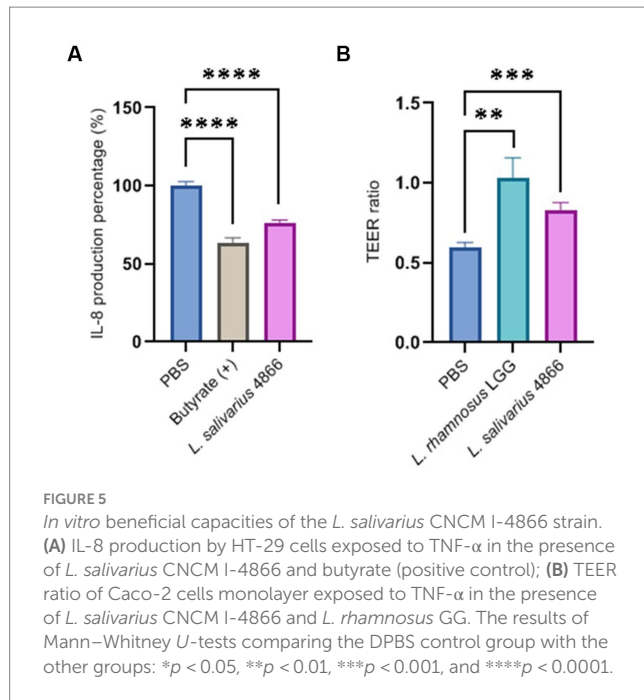 A
****
****
150
100
50
0
IL-8 production percentage (%)
PBS
Butyrate (+)
L. salivarius 4866
B
***
**
1.5
1.0
0.5
0.0
TEER ratio
PBS
L. rhamnosus LGG
L. salivarius 4866
FIGURE 5
In vitro beneficial capacities of the L. salivarius CNCM I-4866 strain.
(A) IL-8 production by HT-29 cells exposed to TNF-α in the presence
of L. salivarius CNCM I-4866 and butyrate (positive control); (B) TEER
ratio of Caco-2 cells monolayer exposed to TNF-α in the presence
of L. salivarius CNCM I-4866 and L. rhamnosus GG. The results of
Mann–Whitney U-tests comparing the DPBS control group with the
other groups: *p < 0.05, **p < 0.01, ***p < 0.001, and ****p < 0.0001.